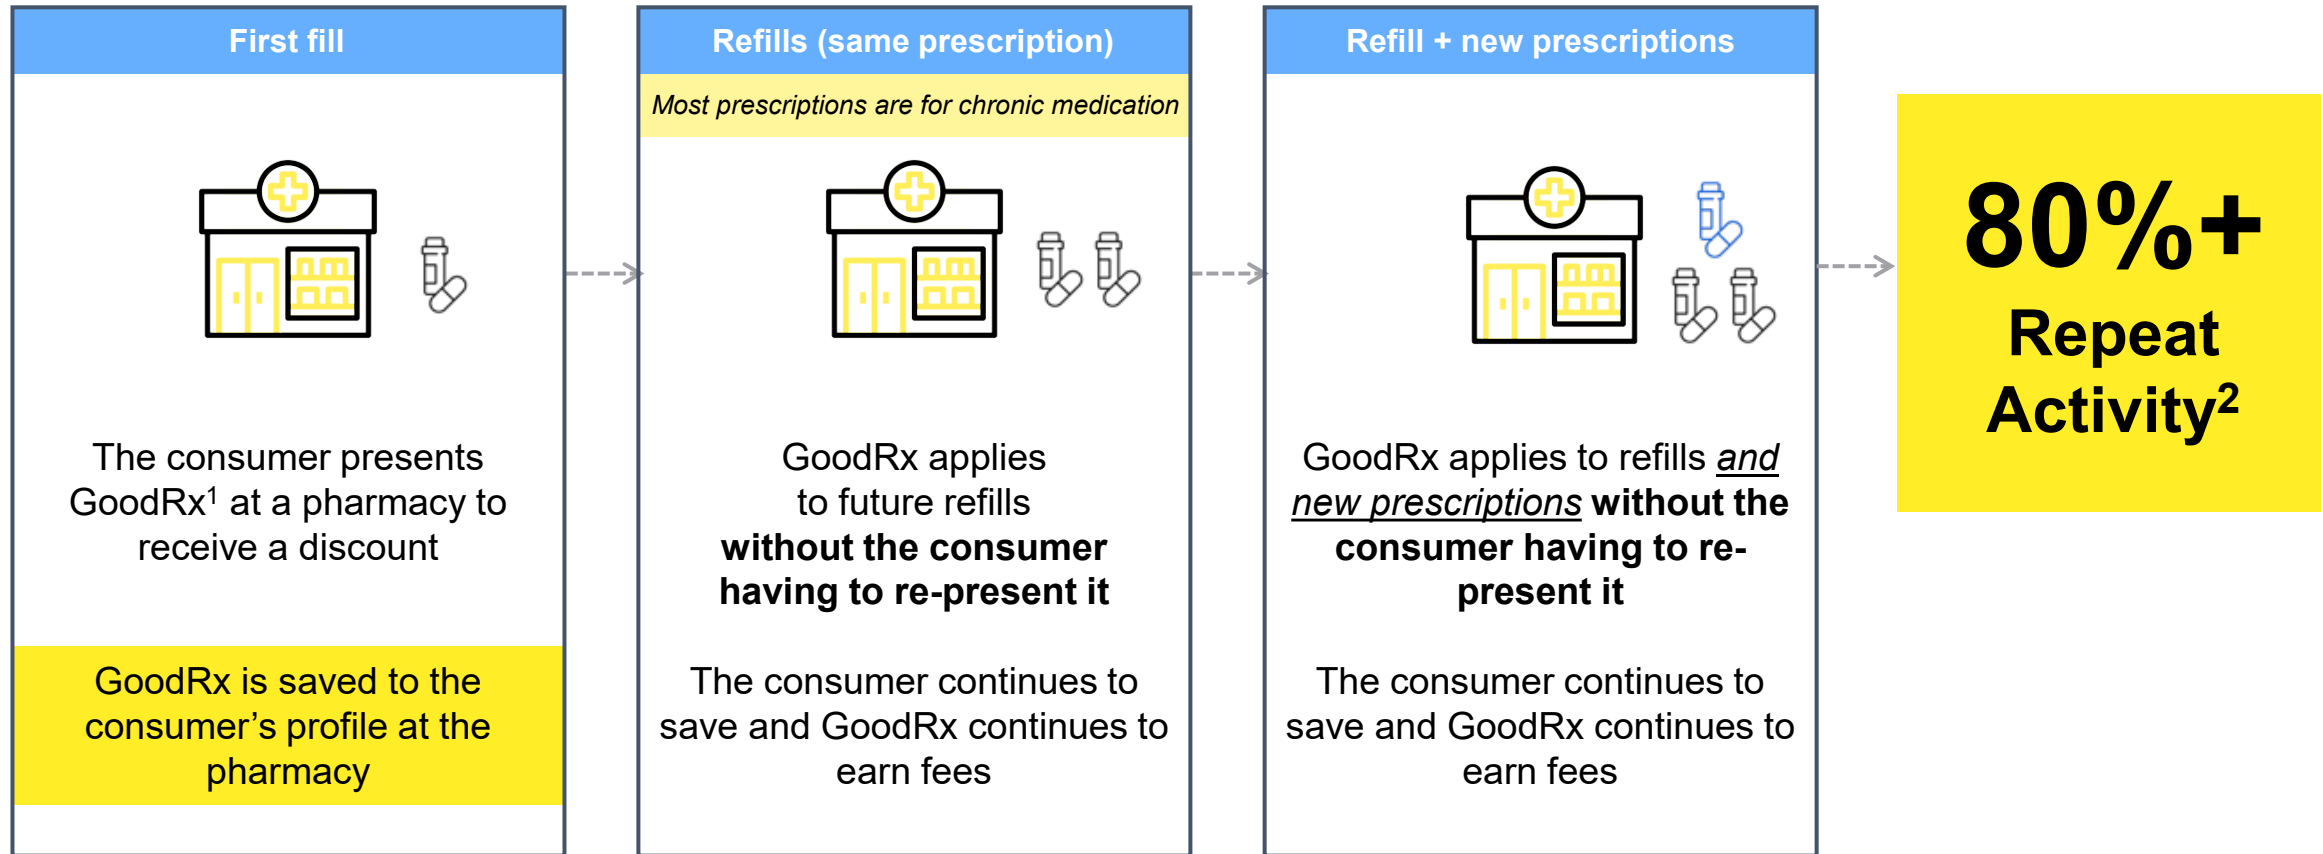 First fill
The consumer presents
GoodRx¹ at a pharmacy to
receive a discount
GoodRx is saved to the
consumer’s profile at the
pharmacy
Refills (same prescription)
Most prescriptions are for chronic medication
GoodRx applies
to future refills
without the consumer
having to re-present it
The consumer continues to
save and GoodRx continues to
earn fees
Refill + new prescriptions
GoodRx applies to refills and
new prescriptions without the
consumer having to re-
present it
The consumer continues to
save and GoodRx continues to
earn fees
80%+
Repeat
Activity²